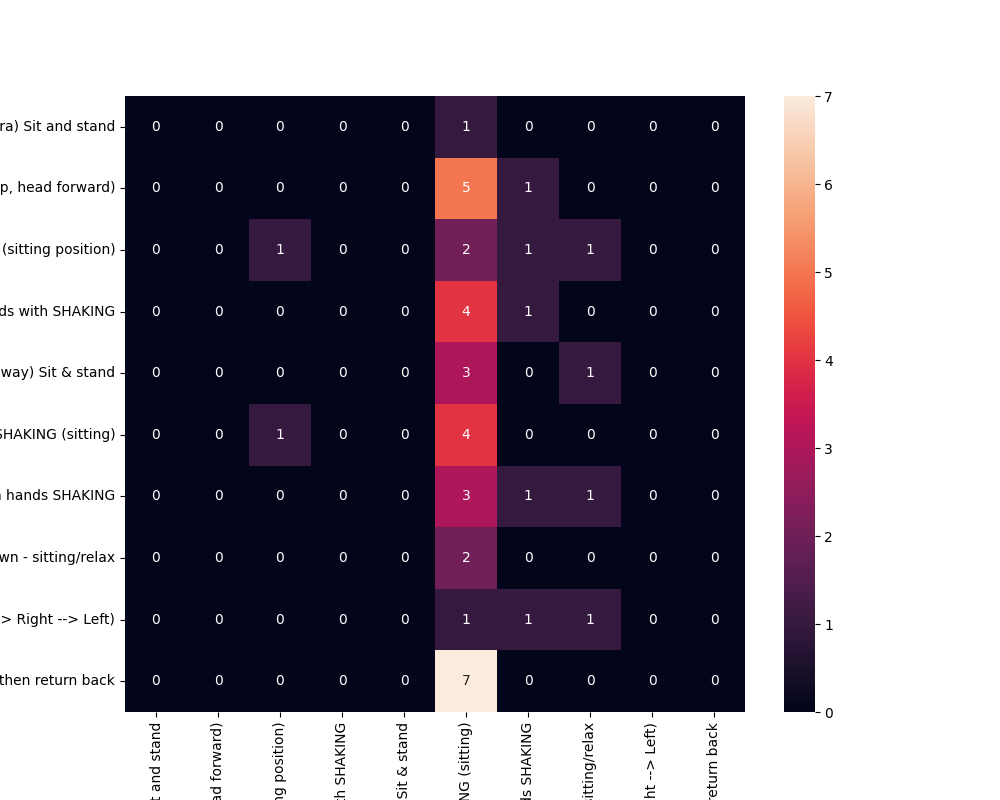 ra) Sit and stand 0 0 0 0 0 1 0 0 0 0
p, head forward) 0 0 0 0 0 5 1 0 0 0
(sitting position) 0 0 1 0 0 2 1 1 0 0
ds with SHAKING 0 0 0 0 0 4 1 0 0 0
way) Sit & stand 0 0 0 0 0 3 0 1 0 0
SHAKING (sitting) 0 0 1 0 0 4 0 0 0 0
hands SHAKING 0 0 0 0 0 3 1 1 0 0
wn - sitting/relax 0 0 0 0 0 2 0 0 0 0
> Right --> Left) 0 0 0 0 0 1 1 1 0 0
then return back 0 0 0 0 0 7 0 0 0 0
t and stand
ad forward)
ng position)
th SHAKING
Sit & stand
NG (sitting)
ds SHAKING
sitting/relax
ht --> Left)
return back
7
6
5
4
3
2
1
0